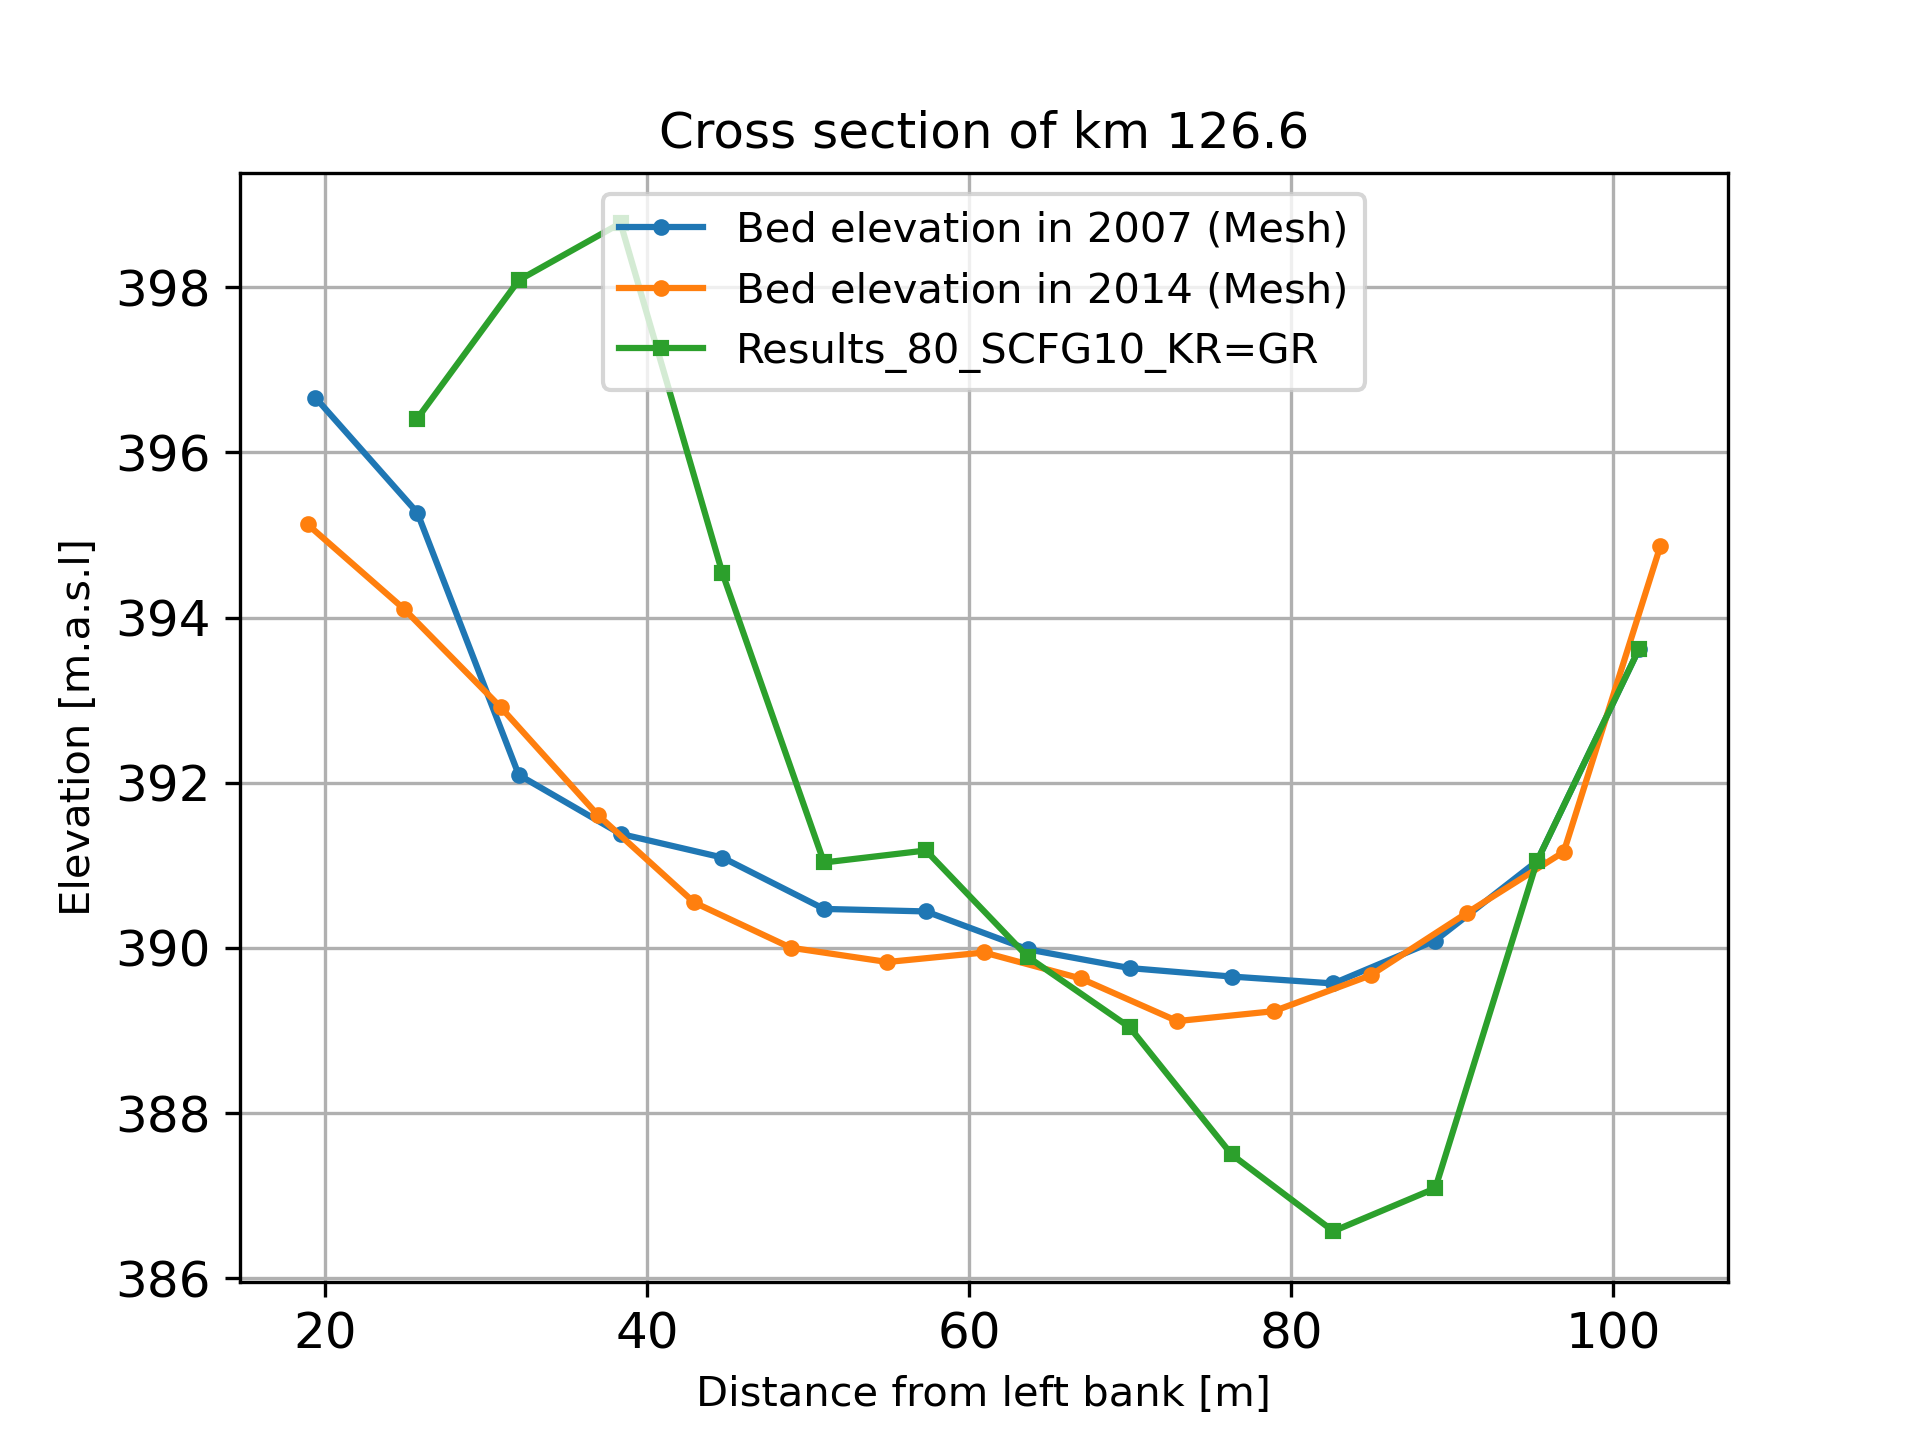 Cross section of km 126.6
Bed elevation in 2007 (Mesh)
Bed elevation in 2014 (Mesh)
Results_80_SCFG10_KR=GR
398
396
394
392
390
388
386
Elevation [m.a.s.l]
20 40 60 80 100
Distance from left bank [m]